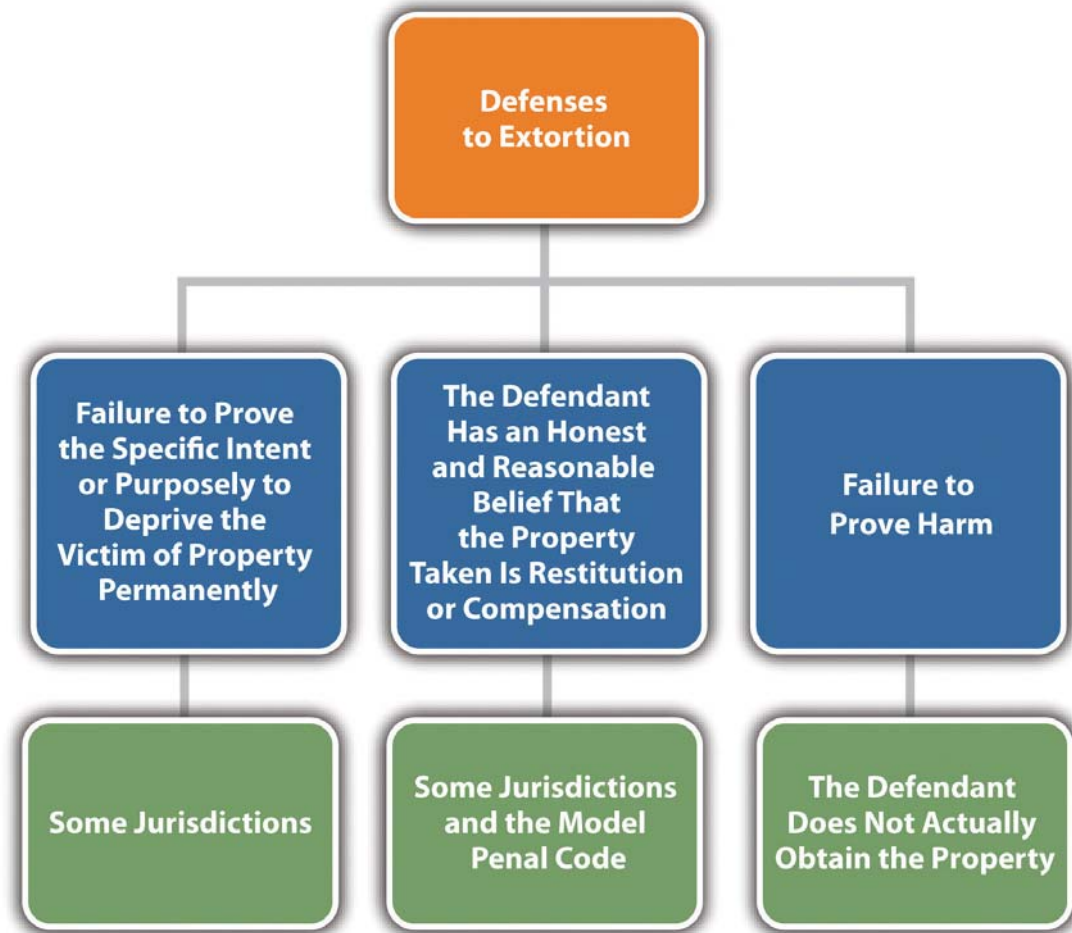 Defenses
to Extortion
Failure to Prove
the Specific Intent
or Purposely to
Deprive the
Victim of Property
Permanently
The Defendant
Has an Honest
and Reasonable
Belief That
the Property
Taken Is Restitution
or Compensation
Failure to
Prove Harm
Some Jurisdictions
Some Jurisdictions
and the Model
Penal Code
The Defendant
Does Not Actually
Obtain the Property